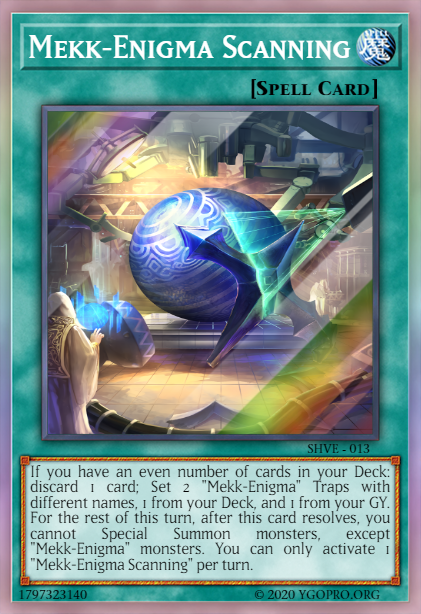 MEKK-ENIGMA SCANNING
魔
[SPELL CARD]
SHVE - 013
If you have an even number of cards in your Deck:
discard 1 card; Set 2 "Mekk-Enigma" Traps with
different names, 1 from your Deck, and 1 from your GY.
For the rest of this turn, after this card resolves, you
cannot Special Summon monsters, except
"Mekk-Enigma" monsters. You can only activate 1
"Mekk-Enigma Scanning" per turn.
1797323140
© 2020 YGOPRO.ORG